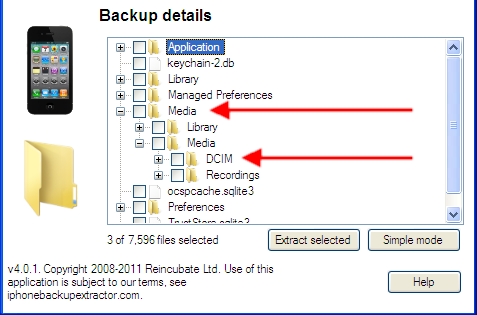 Backup details
Application
keychain-2.db
Library
Managed Preferences
Media
Library
Media
DCIM
Recordings
ocspcache.sqlite3
Preferences
TrustStore.sqlite3
3 of 7,596 files selected
Extract selected
Simple mode
v4.0.1. Copyright 2008-2011 Reincubate Ltd. Use of this
application is subject to our terms, see
iphonebackupextractor.com.
Help